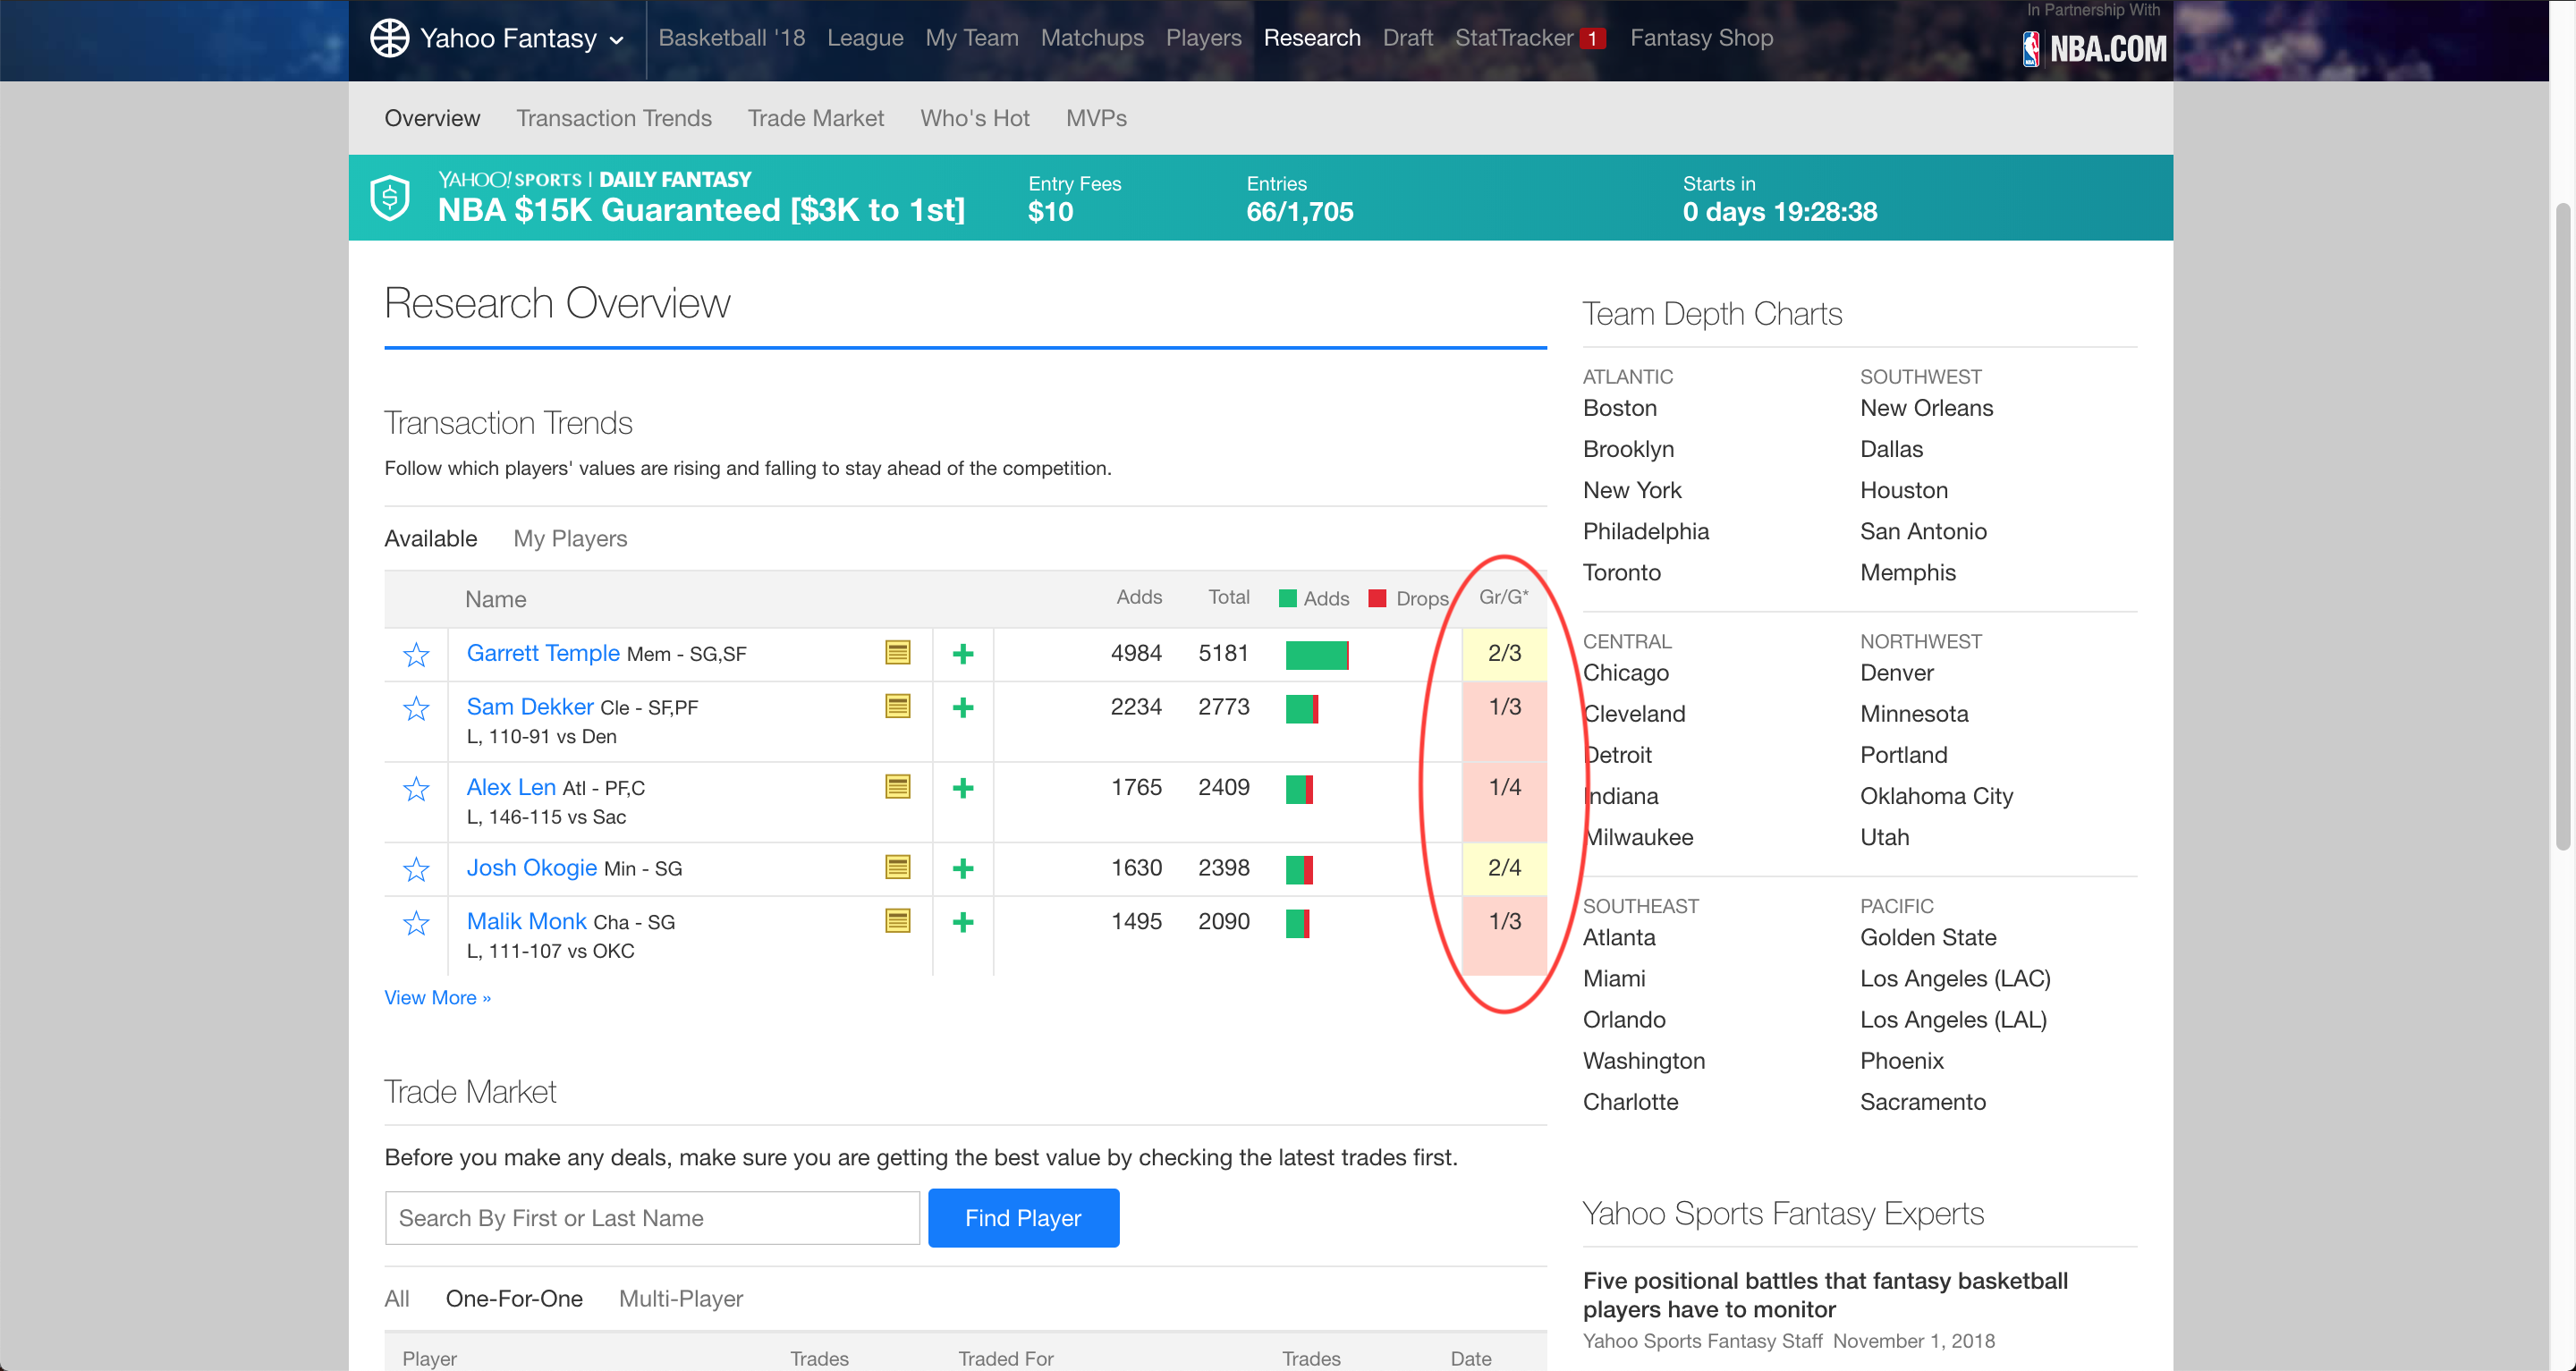 In Partnership With
Yahoo Fantasy Basketball '18 League My Team Matchups Players Research Draft StatTracker 1 Fantasy Shop NBA.COM
Overview Transaction Trends Trade Market Who's Hot MVPs
YAHOO! SPORTS | DAILY FANTASY
NBA $15K Guaranteed [$3K to 1st]
Entry Fees
$10
Entries
66/1,705
Starts in
0 days 19:28:38
Research Overview
Transaction Trends
Follow which players' values are rising and falling to stay ahead of the competition.
Available My Players
Name Adds Total Adds Drops Gr/G*
Garrett Temple Mem - SG,SF 4984 5181 2/3
Sam Dekker Cle - SF,PF 2234 2773 1/3
L, 110-91 vs Den
Alex Len Atl - PF,C 1765 2409 1/4
L, 146-115 vs Sac
Josh Okogie Min - SG 1630 2398 2/4
Malik Monk Cha - SG 1495 2090 1/3
L, 111-107 vs OKC
View More »
Trade Market
Before you make any deals, make sure you are getting the best value by checking the latest trades first.
Search By First or Last Name Find Player
All One-For-One Multi-Player
Player Trades Traded For Trades Date
Team Depth Charts
ATLANTIC SOUTHWEST
Boston New Orleans
Brooklyn Dallas
New York Houston
Philadelphia San Antonio
Toronto Memphis
CENTRAL NORTHWEST
Chicago Denver
Cleveland Minnesota
Detroit Portland
Indiana Oklahoma City
Milwaukee Utah
SOUTHEAST PACIFIC
Atlanta Golden State
Miami Los Angeles (LAC)
Orlando Los Angeles (LAL)
Washington Phoenix
Charlotte Sacramento
Yahoo Sports Fantasy Experts
Five positional battles that fantasy basketball
players have to monitor
Yahoo Sports Fantasy Staff November 1, 2018